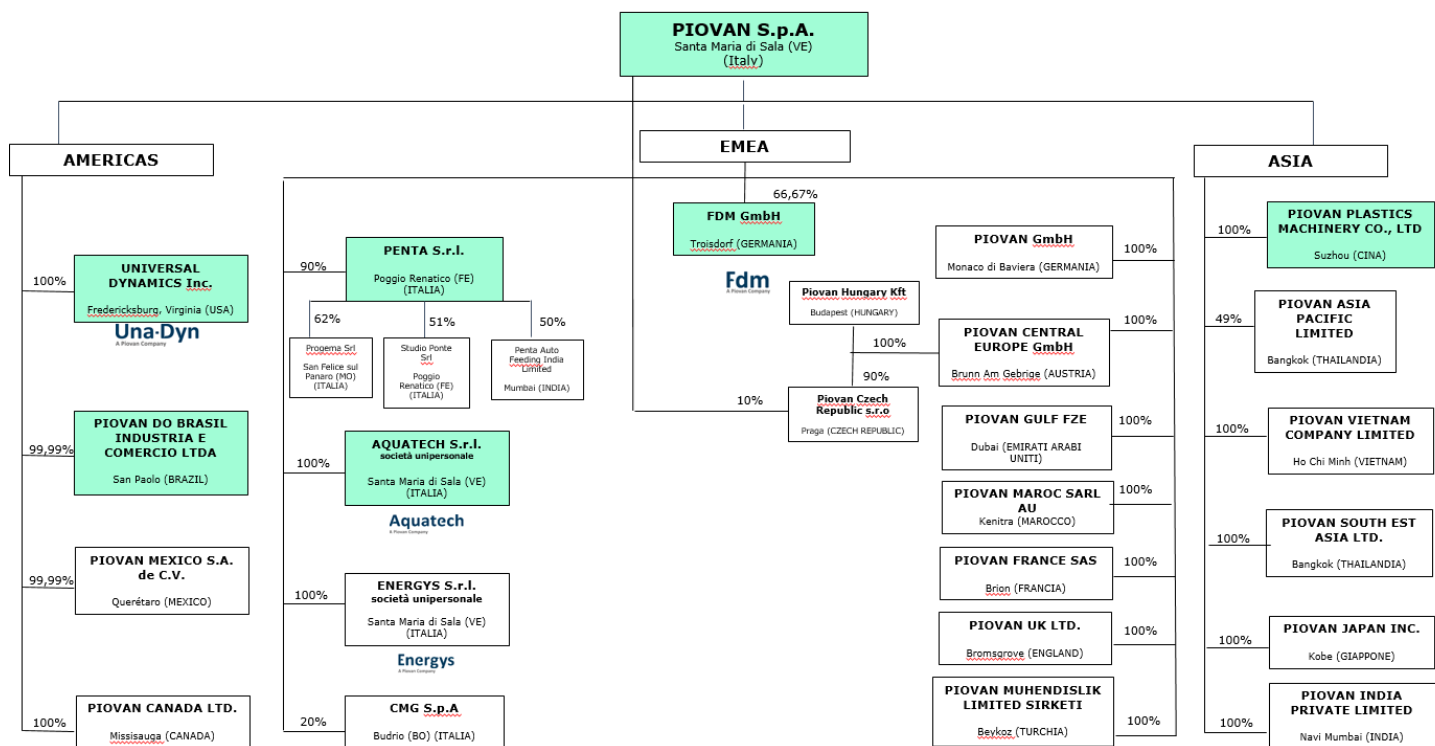 PIOVAN S.p.A.
Santa Maria di Sala (VE)
(Italy)
AMERICAS
100%
UNIVERSAL
DYNAMICS Inc.
Fredericksburg, Virginia (USA)
Una-Dyn
A Piovan Company
99,99%
PIOVAN DO BRASIL
INDUSTRIA E
COMERCIO LTDA
San Paolo (BRAZIL)
99,99%
PIOVAN MEXICO S.A.
de C.V.
Querétaro (MEXICO)
100%
PIOVAN CANADA LTD.
Missisauga (CANADA)
EMEA
90%
PENTA S.r.l.
Poggio Renatico (FE)
(ITALIA)
62%
Progema Srl
San Felice sul
Panaro (MO)
(ITALIA)
51%
Studio Ponte
Srl
Poggio
Renatico (FE)
(ITALIA)
50%
Penta Auto
Feeding India
Limited
Mumbai (INDIA)
100%
AQUATECH S.r.l.
società unipersonale
Santa Maria di Sala (VE)
(ITALIA)
Aquatech
A Piovan Company
100%
ENERGYS S.r.l.
società unipersonale
Santa Maria di Sala (VE)
(ITALIA)
Energys
A Piovan Company
20%
CMG S.p.A
Budrio (BO) (ITALIA)
66,67%
FDM GmbH
Troisdorf (GERMANIA)
Fdm
A Piovan Company
Piovan Hungary Kft
Budapest (HUNGARY)
100%
90%
10%
Piovan Czech
Republic s.r.o
Praga (CZECH REPUBLIC)
PIOVAN GmbH
Monaco di Baviera (GERMANIA)
100%
PIOVAN CENTRAL
EUROPE GmbH
Brunn Am Gebrige (AUSTRIA)
100%
PIOVAN GULF FZE
Dubai (EMIRATI ARABI
UNITI)
100%
PIOVAN MAROC SARL
AU
Kenitra (MAROCCO)
100%
PIOVAN FRANCE SAS
Brion (FRANCIA)
100%
PIOVAN UK LTD.
Bromsgrove (ENGLAND)
100%
PIOVAN MUHENDISLIK
LIMITED SIRKETI
Beykoz (TURCHIA)
100%
ASIA
100%
PIOVAN PLASTICS
MACHINERY CO., LTD
Suzhou (CINA)
49%
PIOVAN ASIA
PACIFIC
LIMITED
Bangkok (THAILANDIA)
100%
PIOVAN VIETNAM
COMPANY LIMITED
Ho Chi Minh (VIETNAM)
100%
PIOVAN SOUTH EST
ASIA LTD.
Bangkok (THAILANDIA)
100%
PIOVAN JAPAN INC.
Kobe (GIAPPONE)
100%
PIOVAN INDIA
PRIVATE LIMITED
Navi Mumbai (INDIA)